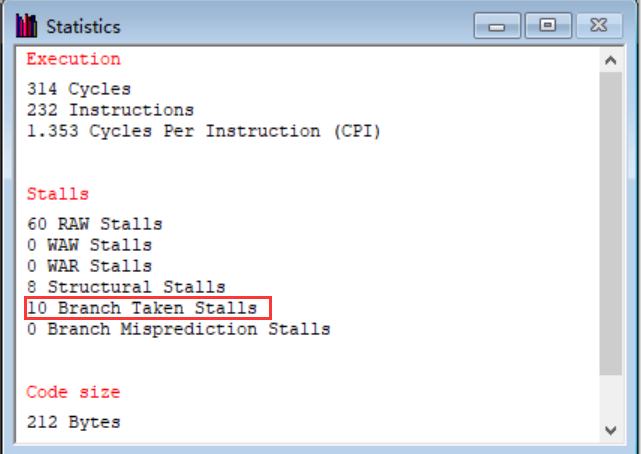 Statistics
Execution
314 Cycles
232 Instructions
1.353 Cycles Per Instruction (CPI)
Stalls
60 RAW Stalls
0 WAW Stalls
0 WAR Stalls
8 Structural Stalls
10 Branch Taken Stalls
0 Branch Misprediction Stalls
Code size
212 Bytes